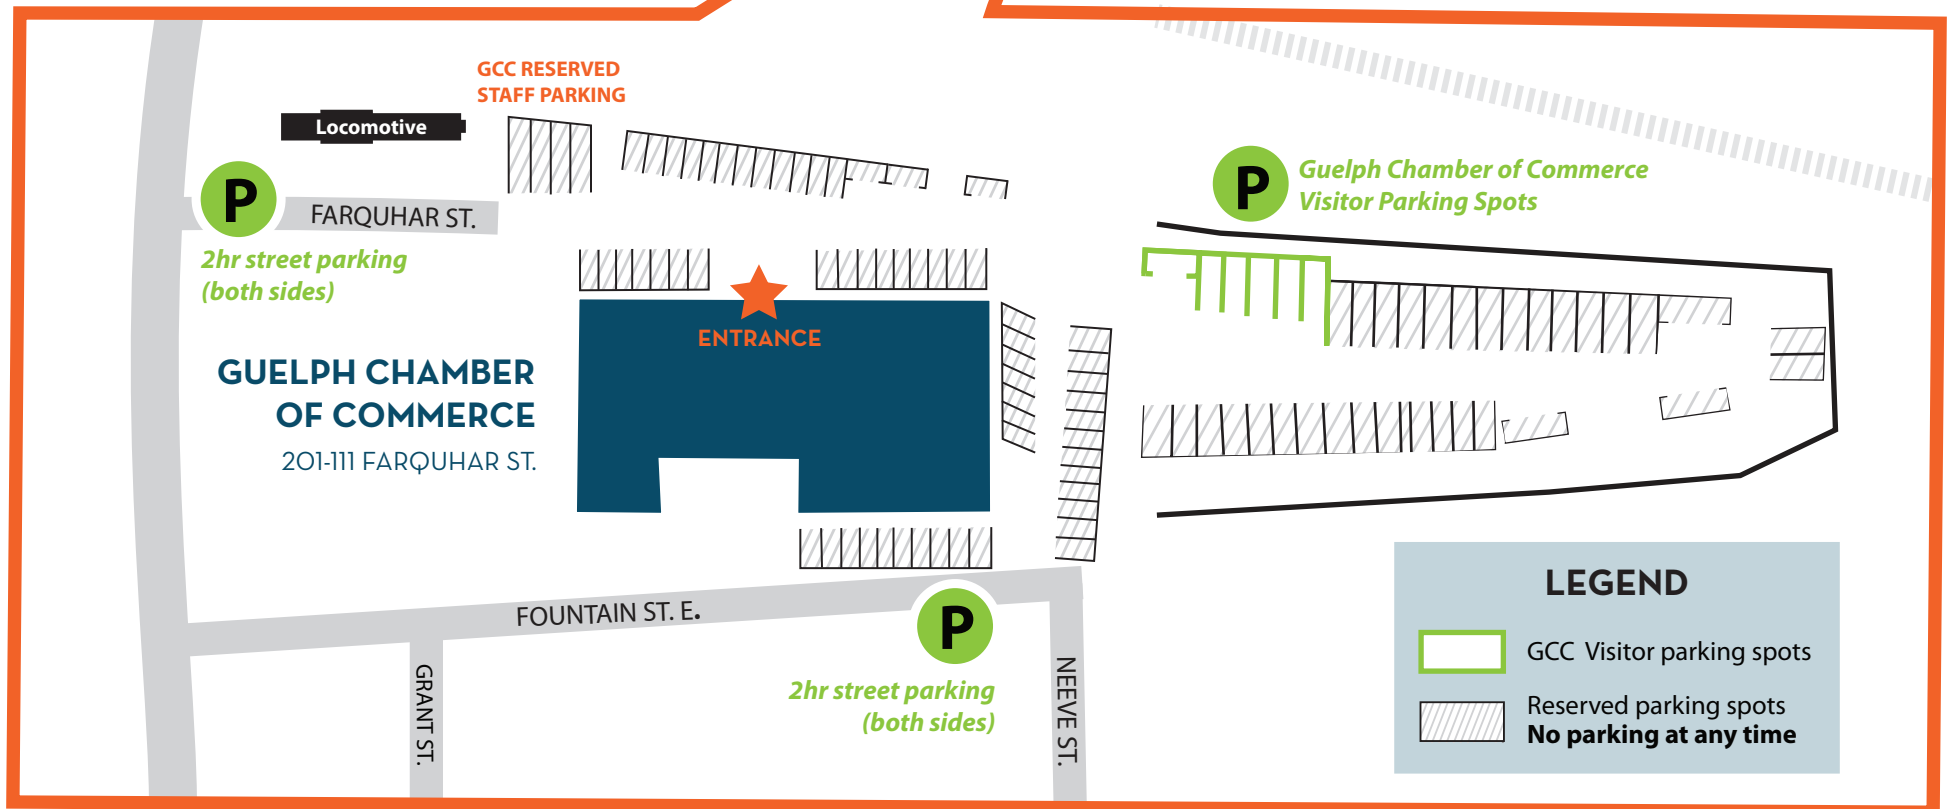 GCC RESERVED
STAFF PARKING
Locomotive
P
FARQUHAR ST.
2hr street parking
(both sides)
P
Guelph Chamber of Commerce
Visitor Parking Spots
ENTRANCE
GUELPH CHAMBER
OF COMMERCE
201-111 FARQUHAR ST.
FOUNTAIN ST. E.
P
2hr street parking
(both sides)
GRANT ST.
NEEVE ST.
LEGEND
GCC Visitor parking spots
Reserved parking spots
No parking at any time